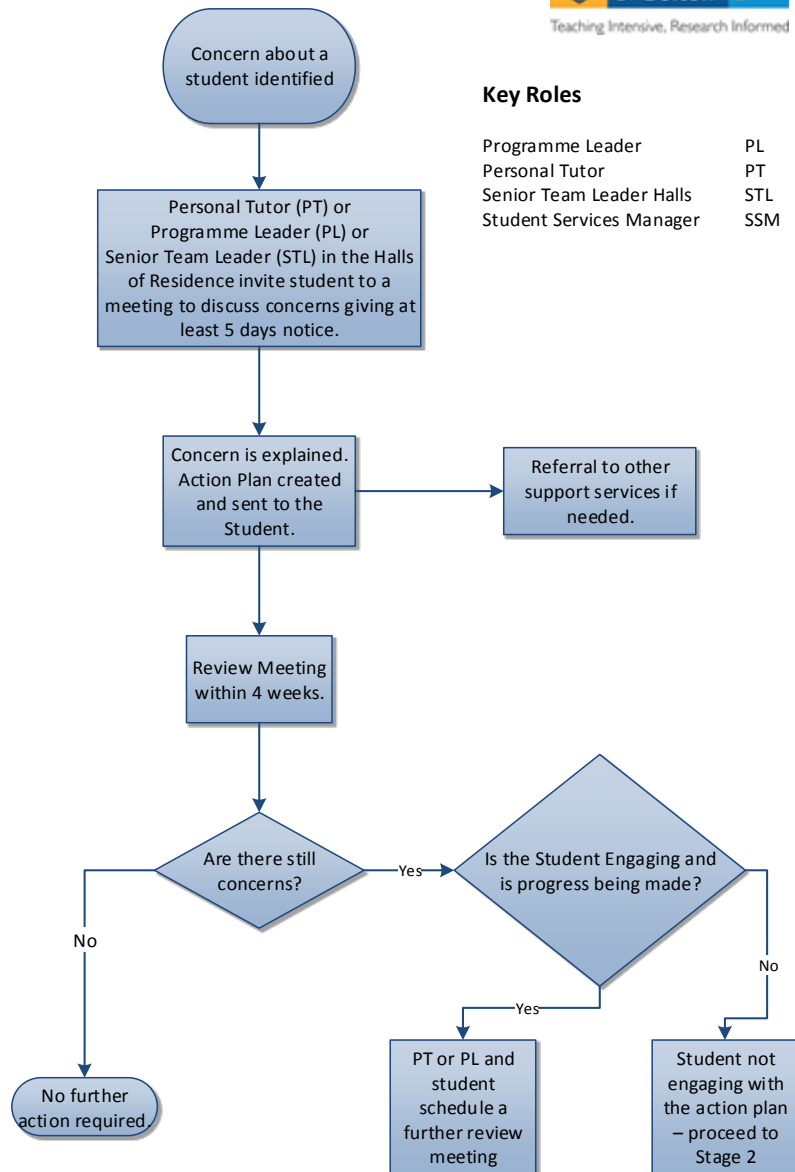 Teaching Intensive, Research Informed
Concern about a
student identified
Key Roles
Programme Leader PL
Personal Tutor PT
Senior Team Leader Halls STL
Student Services Manager SSM
Personal Tutor (PT) or
Programme Leader (PL) or
Senior Team Leader (STL) in the Halls
of Residence invite student to a
meeting to discuss concerns giving at
least 5 days notice.
Concern is explained.
Action Plan created
and sent to the
Student.
Referral to other
support services if
needed.
Review Meeting
within 4 weeks.
Are there still
concerns?
Yes
Is the Student Engaging and
is progress being made?
No
No
Yes
No further
action required.
PT or PL and
student
schedule a
further review
meeting
Student not
engaging with
the action plan
– proceed to
Stage 2